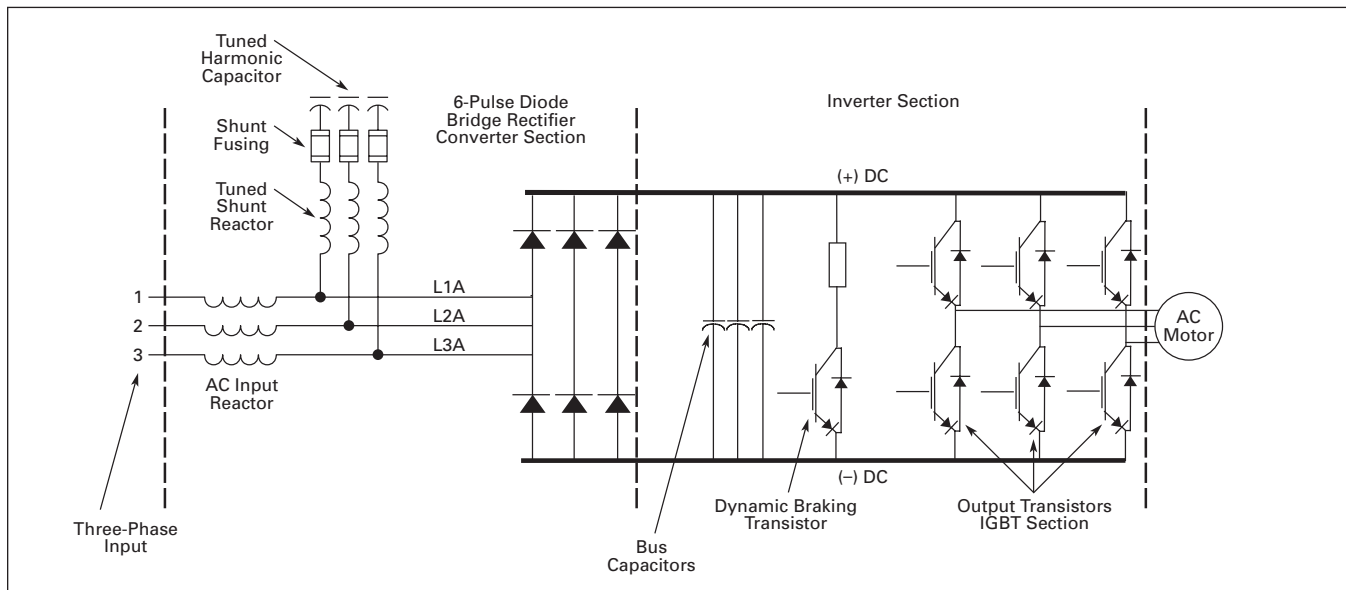 Tuned
Harmonic
Capacitor
6-Pulse Diode
Bridge Rectifier
Converter Section
Inverter Section
Shunt
Fusing
Tuned
Shunt
Reactor
(+) DC
1
L1A
2
L2A
3
L3A
AC
Motor
AC Input
Reactor
(–) DC
Three-Phase
Input
Bus
Capacitors
Dynamic Braking
Transistor
Output Transistors
IGBT Section